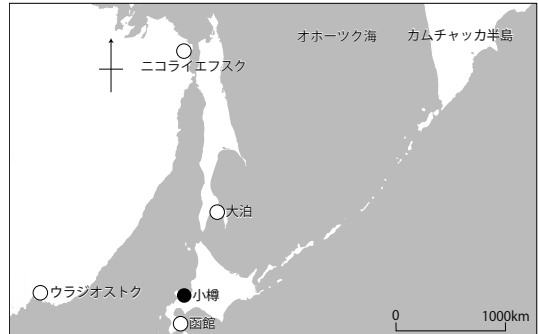 オホーツク海
カムチャッカ半島
ニコライエフスク
大泊
ウラジオストク
小樽
函館
0
1000km